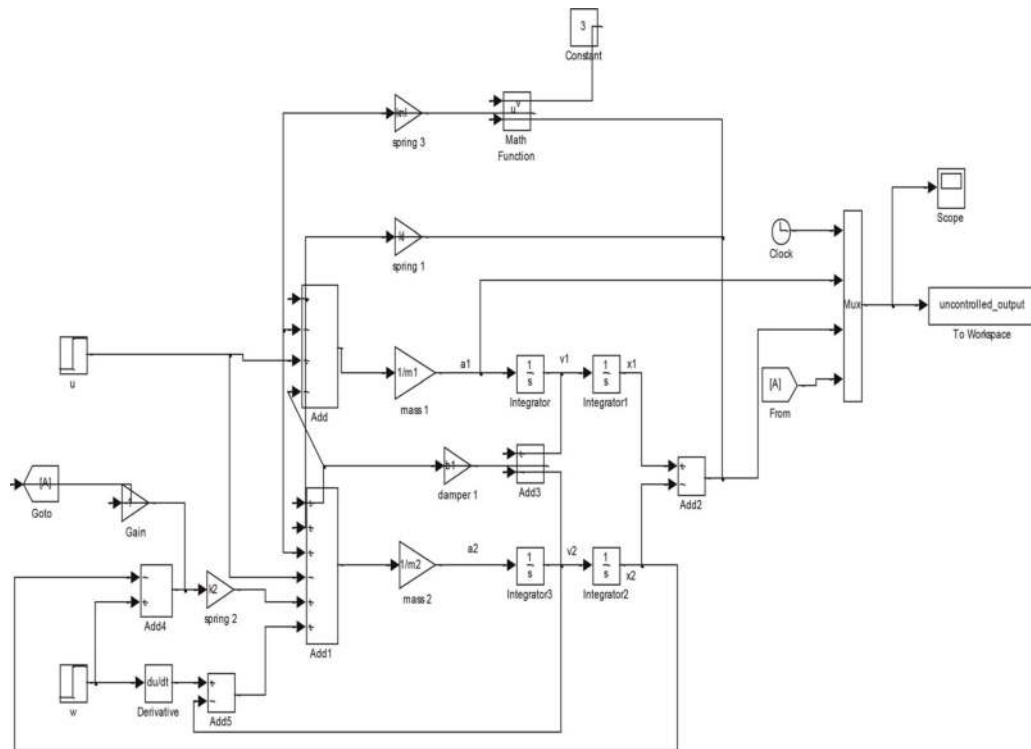 3
Constant
u^v
spring 3
Math
Function
Scope
spring 1
Clock
Mux
uncontrolled_output
To Workspace
u
1/m1
a1
v1
x1
1
s
1
s
[A]
mass 1
Integrator
Integrator1
From
Add
[A]
b1
Goto
damper 1
Add3
Add2
Gain
1/m2
a2
v2
x2
1
s
1
s
k2
mass 2
Integrator3
Integrator2
Add4
spring 2
Add1
du/dt
w
Derivative
Add5